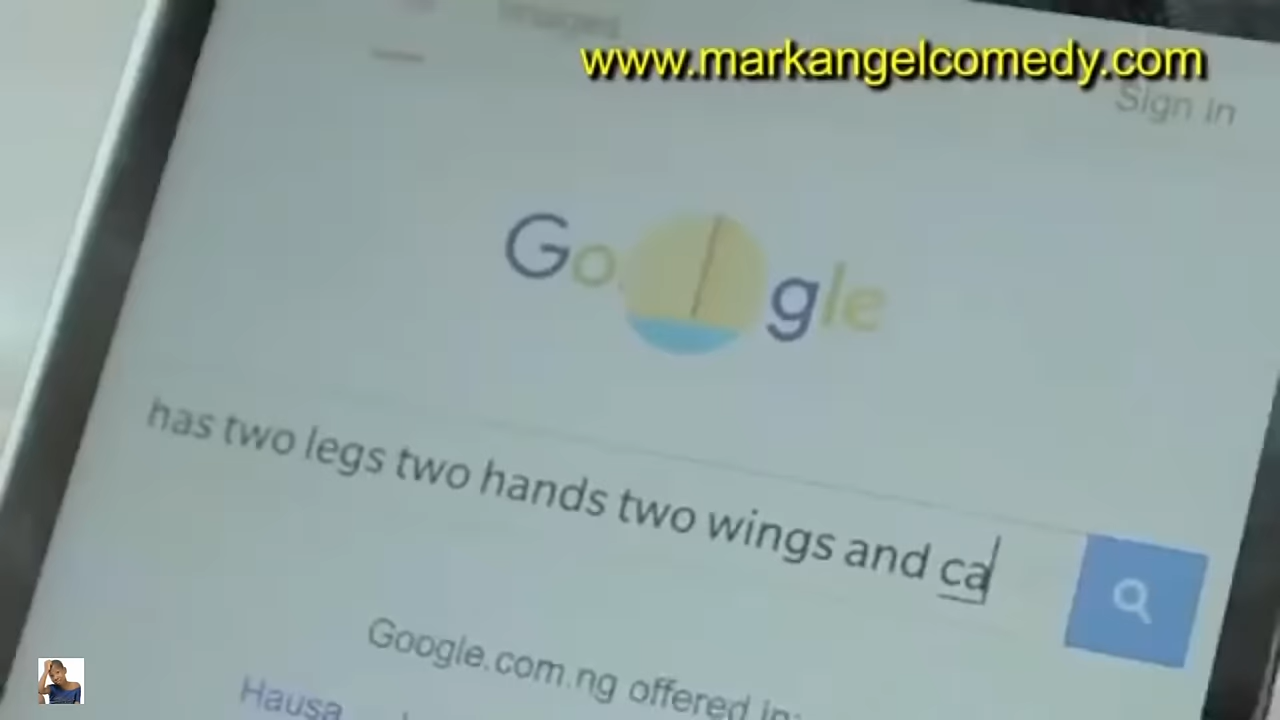 Images
www.markangelcomedy.com
Sign in
Google
has two legs two hands two wings and ca
Google.com.ng offered in:
Hausa